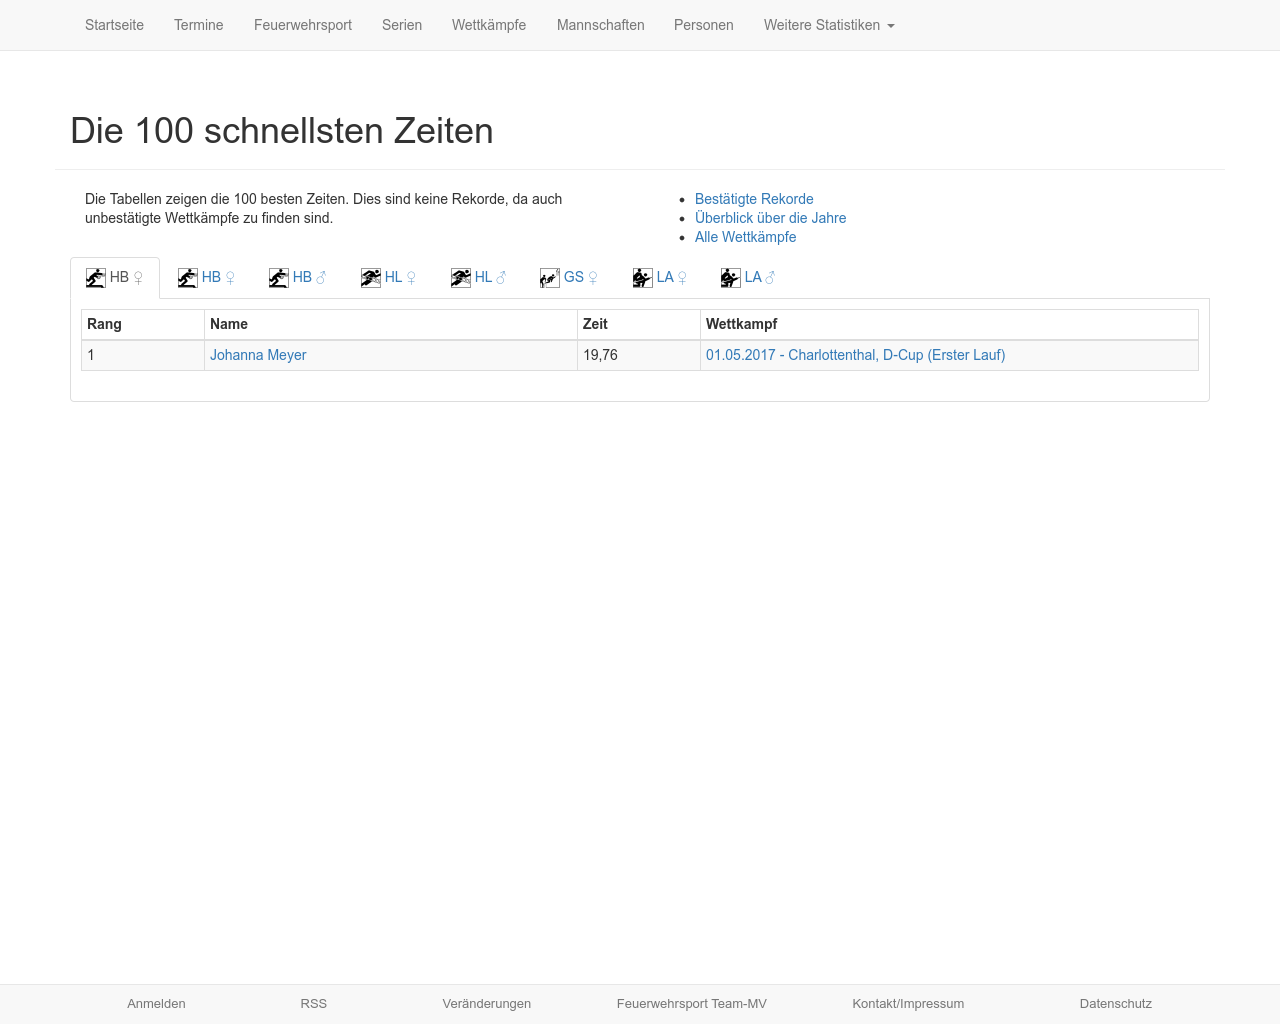 Startseite Termine Feuerwehrsport Serien Wettkämpfe Mannschaften Personen Weitere Statistiken
Die 100 schnellsten Zeiten
Die Tabellen zeigen die 100 besten Zeiten. Dies sind keine Rekorde, da auch
unbestätigte Wettkämpfe zu finden sind.
Bestätigte Rekorde
Überblick über die Jahre
Alle Wettkämpfe
HB ♀ HB ♀ HB ♂ HL ♀ HL ♂ GS ♀ LA ♀ LA ♂
Rang Name Zeit Wettkampf
1 Johanna Meyer 19,76 01.05.2017 - Charlottenthal, D-Cup (Erster Lauf)
Anmelden RSS Veränderungen Feuerwehrsport Team-MV Kontakt/Impressum Datenschutz